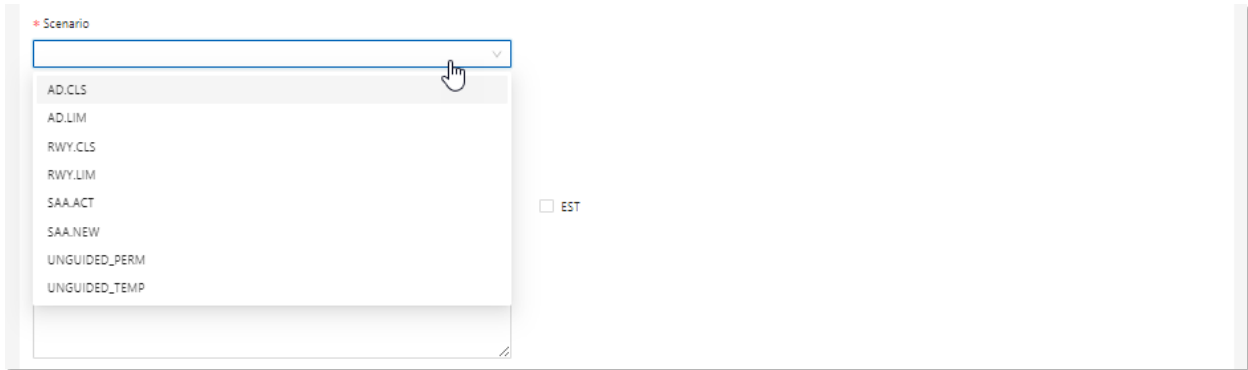 * Scenario
AD.CLS
AD.LIM
RWY.CLS
RWY.LIM
SAA.ACT
EST
SAA.NEW
UNGUIDED_PERM
UNGUIDED_TEMP